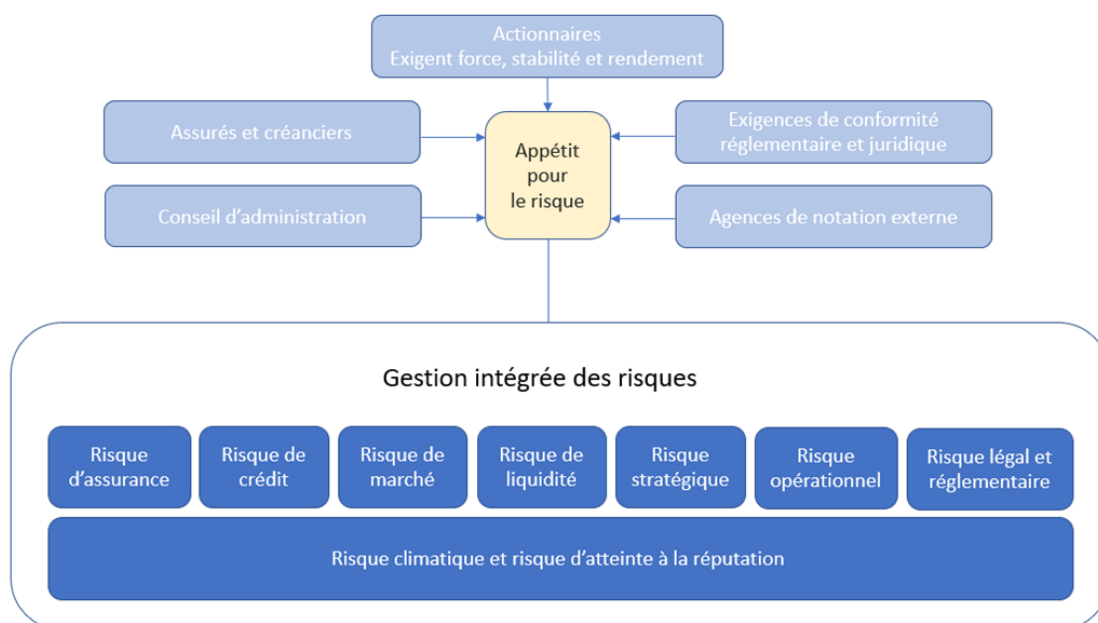 Actionnaires
Exigent force, stabilité et rendement
Assurés et créanciers
Exigences de conformité
réglementaire et juridique
Appétit
pour
le risque
Conseil d’administration
Agences de notation externe
Gestion intégrée des risques
Risque
d’assurance
Risque de
crédit
Risque de
marché
Risque de
liquidité
Risque
stratégique
Risque
opérationnel
Risque légal et
réglementaire
Risque climatique et risque d’atteinte à la réputation